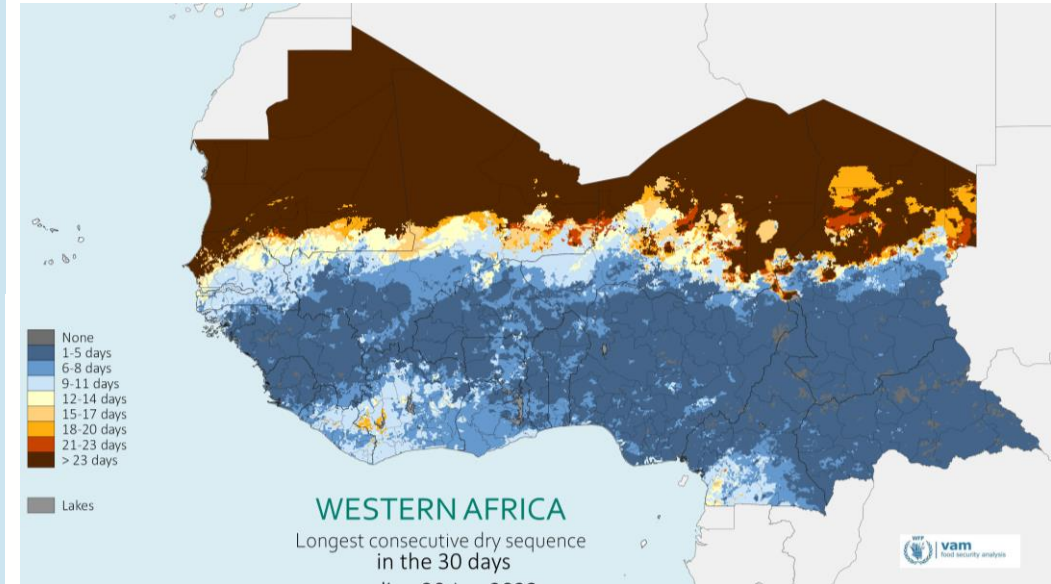 None
1-5 days
6-8 days
9-11 days
12-14 days
15-17 days
18-20 days
21-23 days
> 23 days
Lakes
WESTERN AFRICA
Longest consecutive dry sequence
in the 30 days
WFP
vam
food security analysis